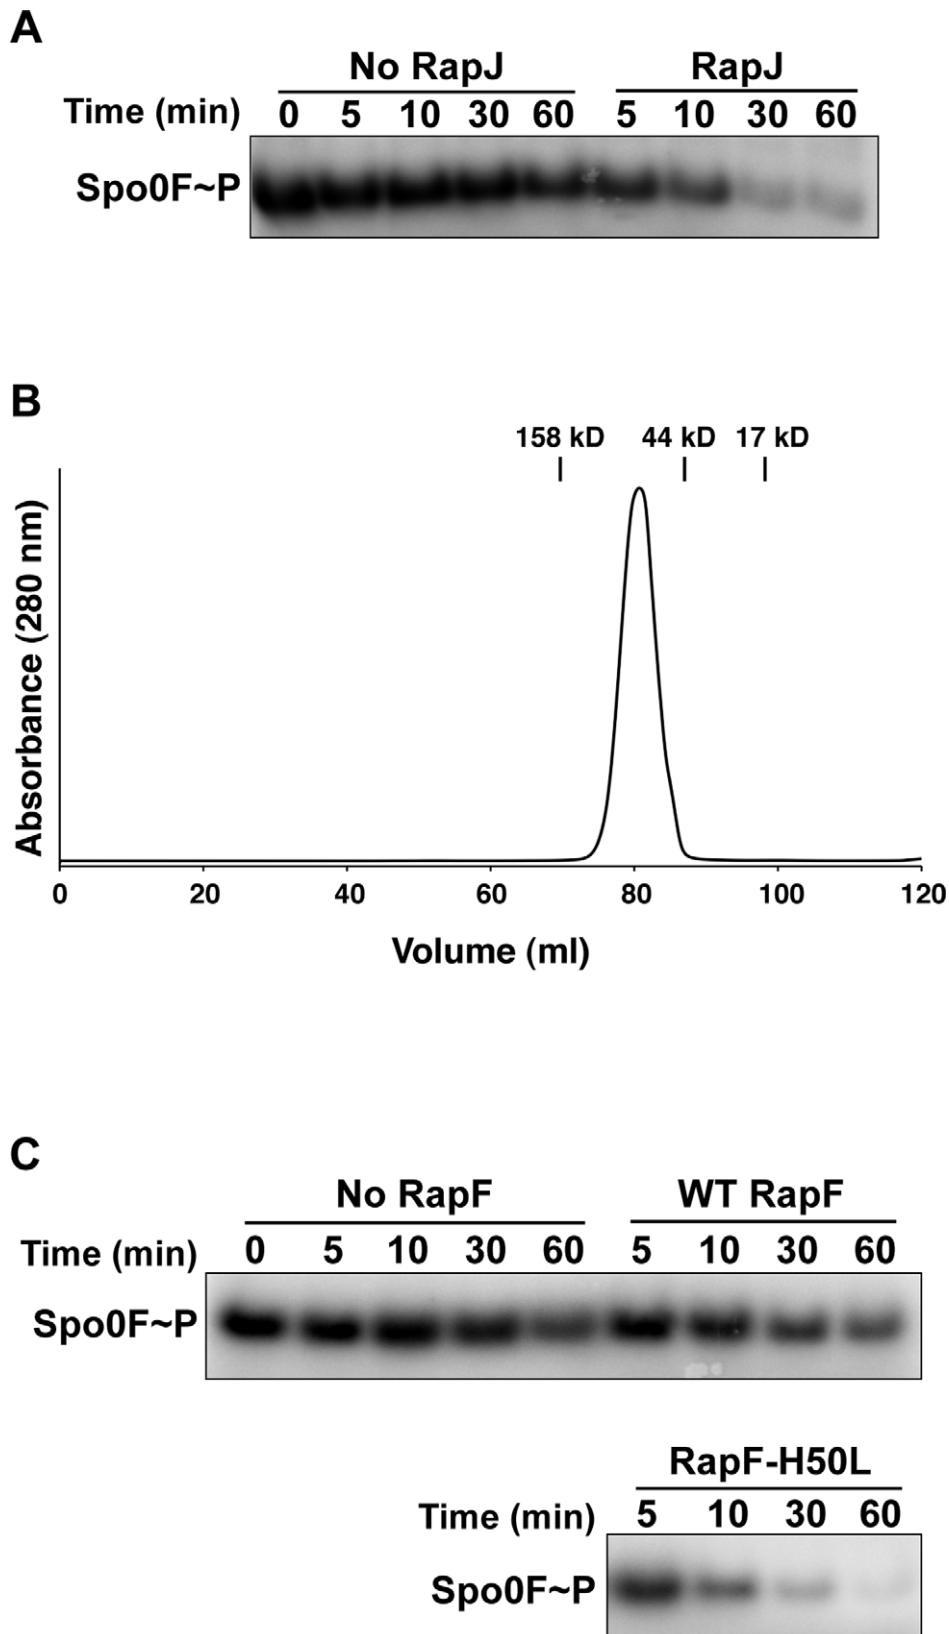 A
No RapJ RapJ
Time (min) 0 5 10 30 60 5 10 30 60
Spo0F~P
B
158 kD 44 kD 17 kD
Absorbance (280 nm)
0 20 40 60 80 100 120
Volume (ml)
C
No RapF WT RapF
Time (min) 0 5 10 30 60 5 10 30 60
Spo0F~P
RapF-H50L
Time (min) 5 10 30 60
Spo0F~P